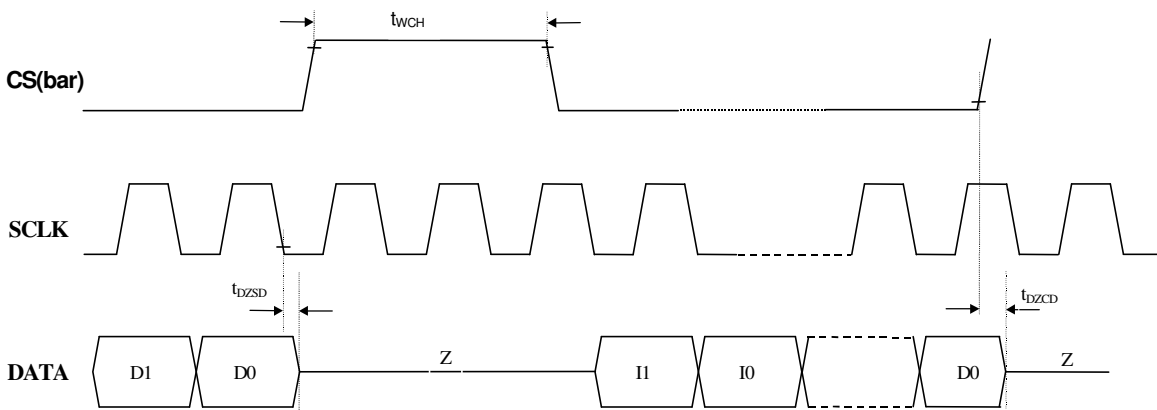 tWCH
CS(bar)
SCLK
tDZSD
tDZCD
DATA
D1
D0
Z
I1
I0
D0
Z